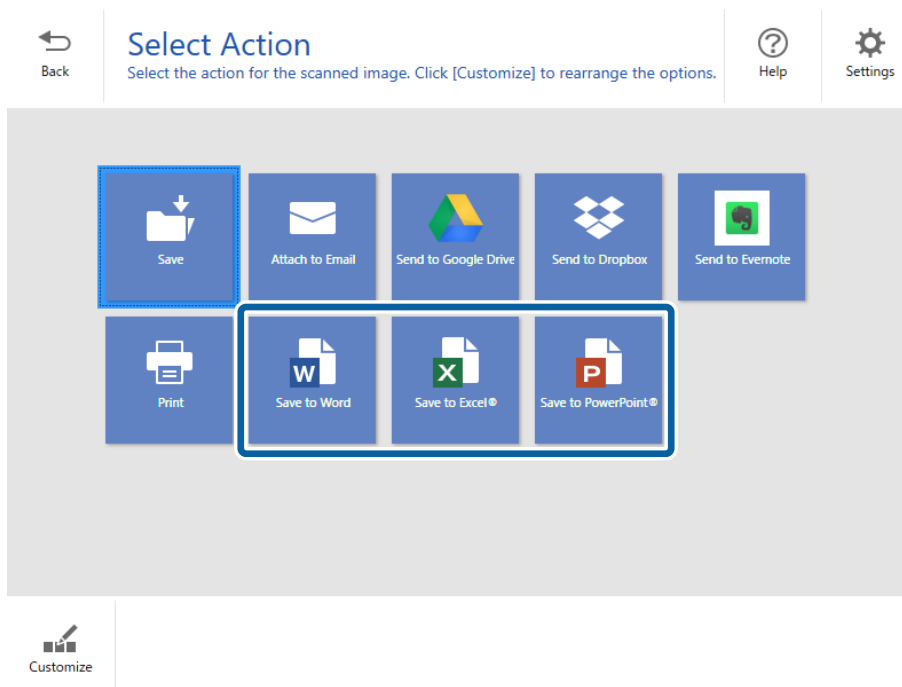 Select Action
Select the action for the scanned image. Click [Customize] to rearrange the options.
Back
Help
Settings
Save
Attach to Email
Send to Google Drive
Send to Dropbox
Send to Evernote
Print
W
Save to Word
X
Save to Excel®
P
Save to PowerPoint®
Customize